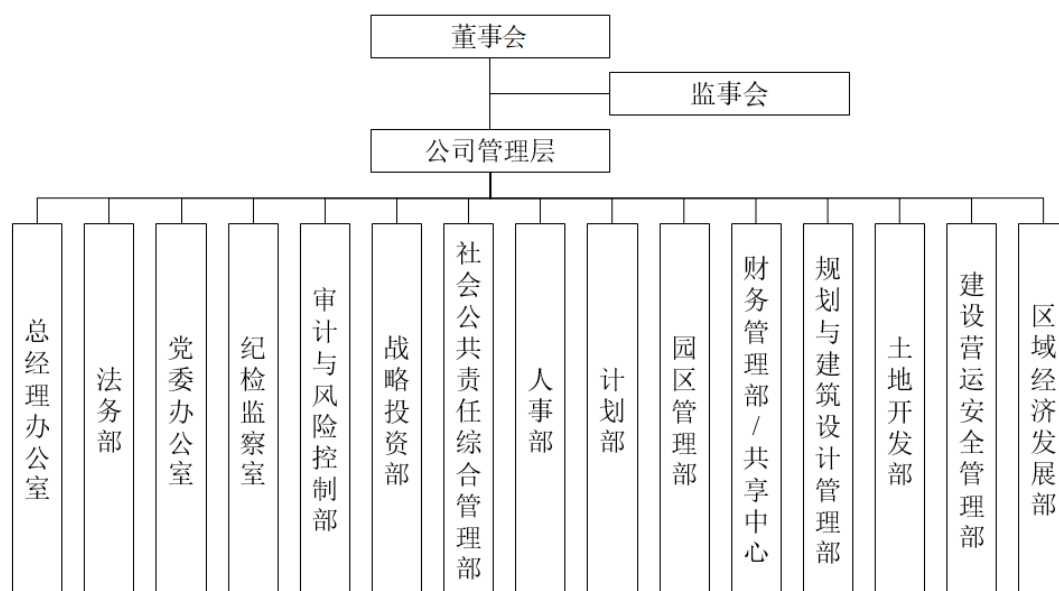 董事会
监事会
公司管理层
总经理办公室
法务部
党委办公室
纪检监察室
审计与风险控制部
战略投资部
社会公共责任综合管理部
人事部
计划部
园区管理部
财务管理部/共享中心
规划与建筑设计管理部
土地开发部
建设营运安全管理部
区域经济发展部